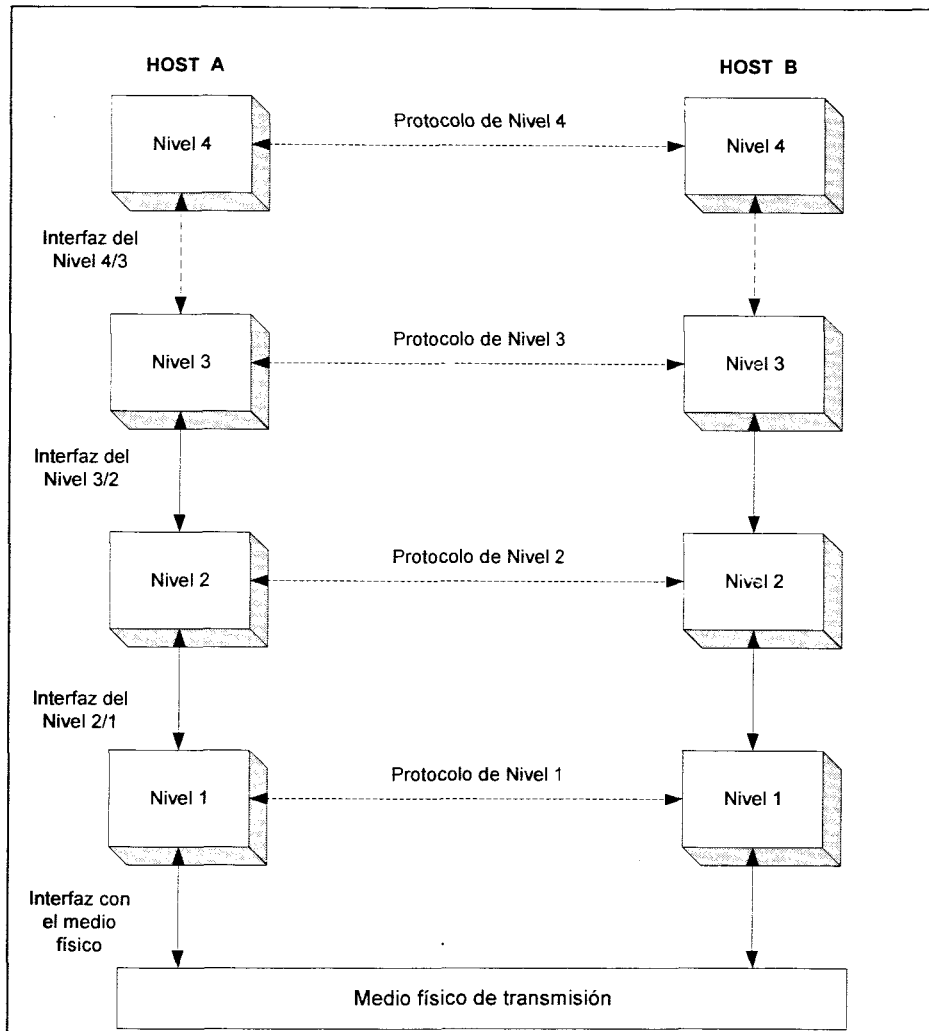 HOST A
HOST B
Protocolo de Nivel 4
Nivel 4
Nivel 4
Interfaz del
Nivel 4/3
Protocolo de Nivel 3
Nivel 3
Nivel 3
Interfaz del
Nivel 3/2
Protocolo de Nivel 2
Nivel 2
Nivel 2
Interfaz del
Nivel 2/1
Protocolo de Nivel 1
Nivel 1
Nivel 1
Interfaz con
el medio
físico
Medio físico de transmisión